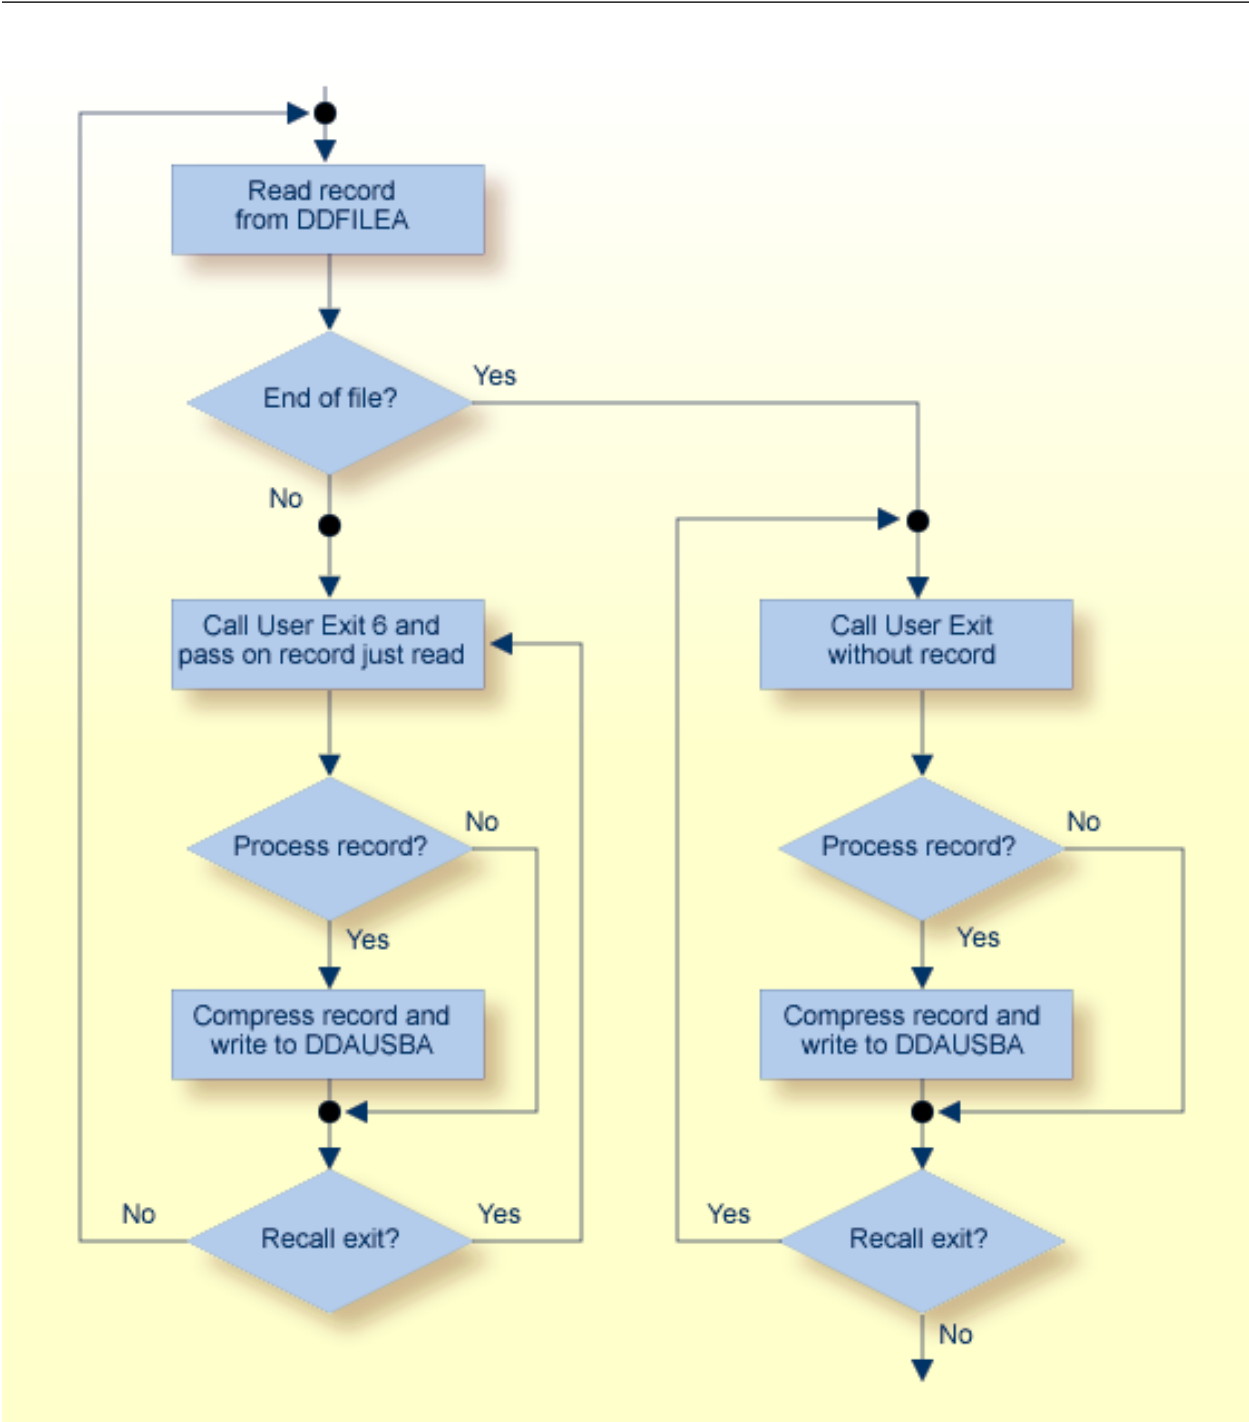 Read record
from DDFILEA
End of file?
Yes
No
Call User Exit 6 and
pass on record just read
Process record?
No
Yes
Compress record and
write to DDAUSBA
Recall exit?
No
Yes
Call User Exit
without record
Process record?
No
Yes
Compress record and
write to DDAUSBA
Recall exit?
Yes
No